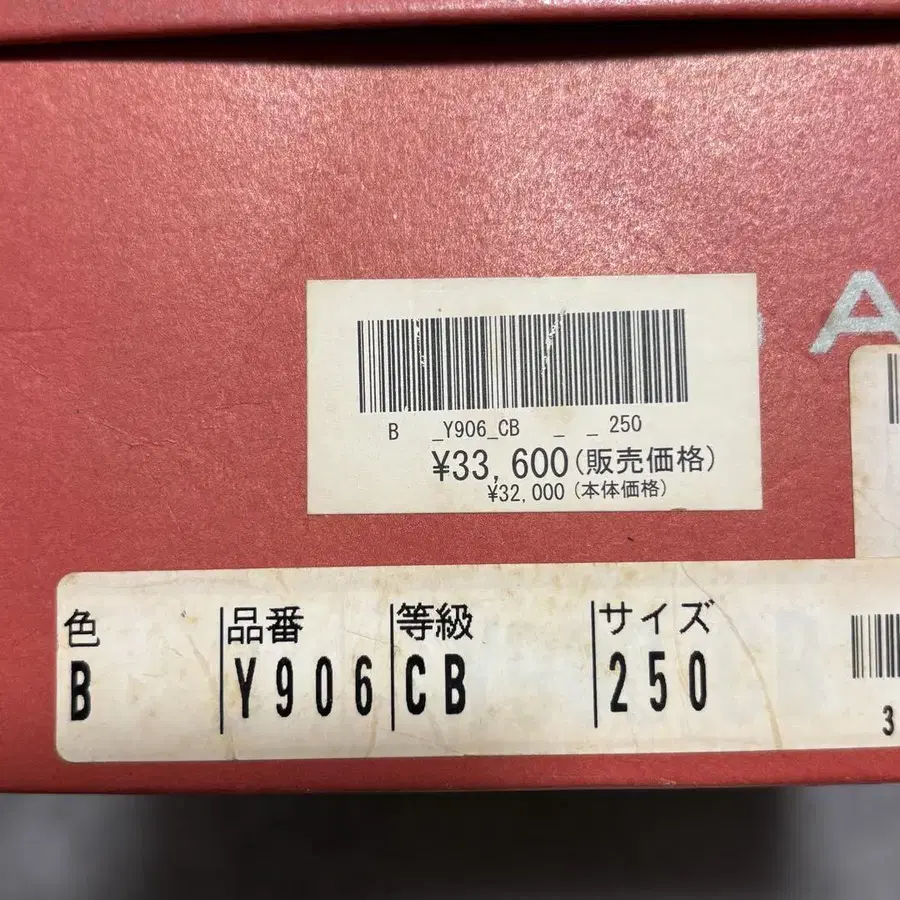 A
B _Y906_CB _ _ 250
¥33,600(販売価格)
¥32,000(本体価格)
色 品番 等級 サイズ
B Y906 CB 250
3